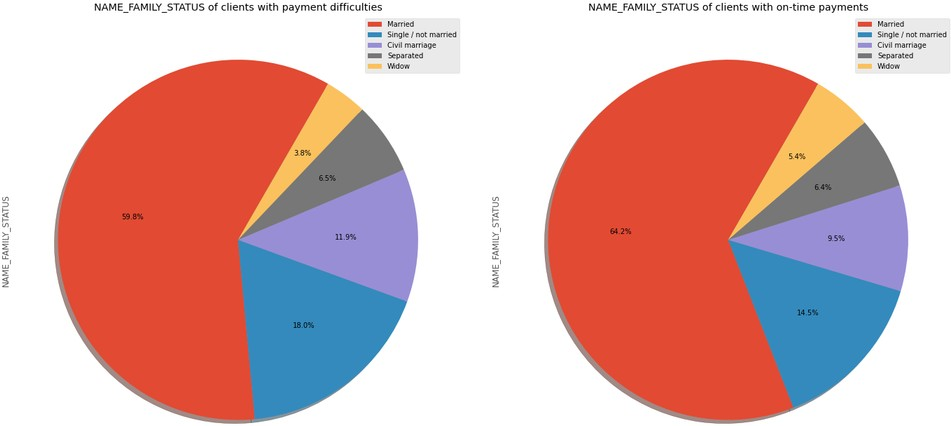 NAME_FAMILY_STATUS of clients with payment difficulties
Married
Single / not married
Civil marriage
Separated
Widow
3.8%
6.5%
59.8%
11.9%
18.0%
NAME_FAMILY_STATUS
NAME_FAMILY_STATUS of clients with on-time payments
Married
Single / not married
Civil marriage
Separated
Widow
5.4%
6.4%
64.2%
9.5%
14.5%
NAME_FAMILY_STATUS